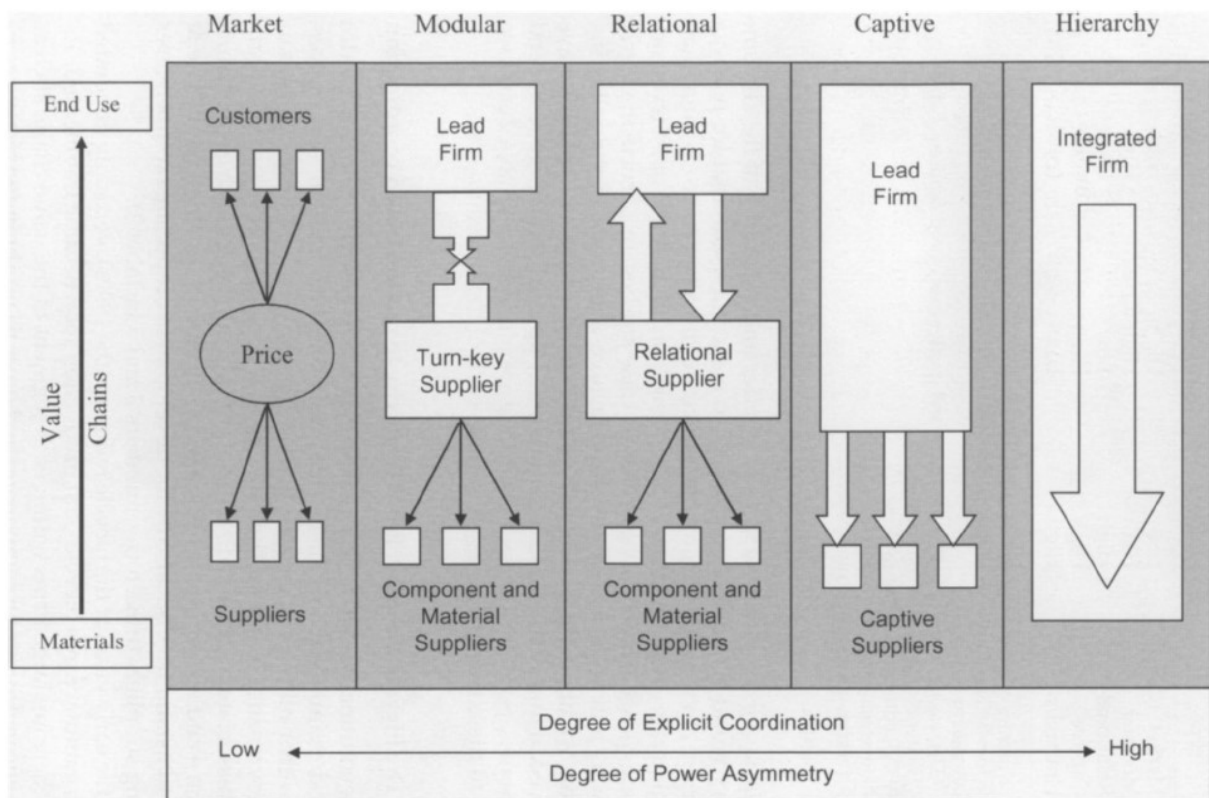 Market
Modular
Relational
Captive
Hierarchy
End Use
Value
Chains
Materials
Customers
Price
Suppliers
Lead
Firm
Turn-key
Supplier
Component and
Material
Suppliers
Lead
Firm
Relational
Supplier
Component and
Material
Suppliers
Lead
Firm
Captive
Suppliers
Integrated
Firm
Degree of Explicit Coordination
Low
High
Degree of Power Asymmetry